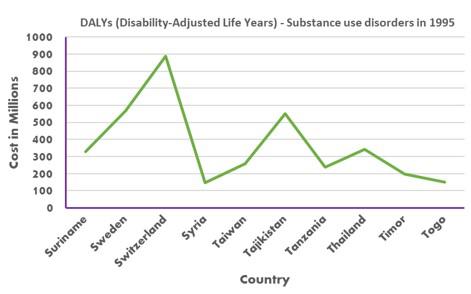 DALYs (Disability-Adjusted Life Years) - Substance use disorders in 1995
1000
900
800
700
600
500
400
300
200
100
0
Cost in Millions
Suriname
Sweden
Switzerland
Syria
Taiwan
Tajikistan
Tanzania
Thailand
Timor
Togo
Country